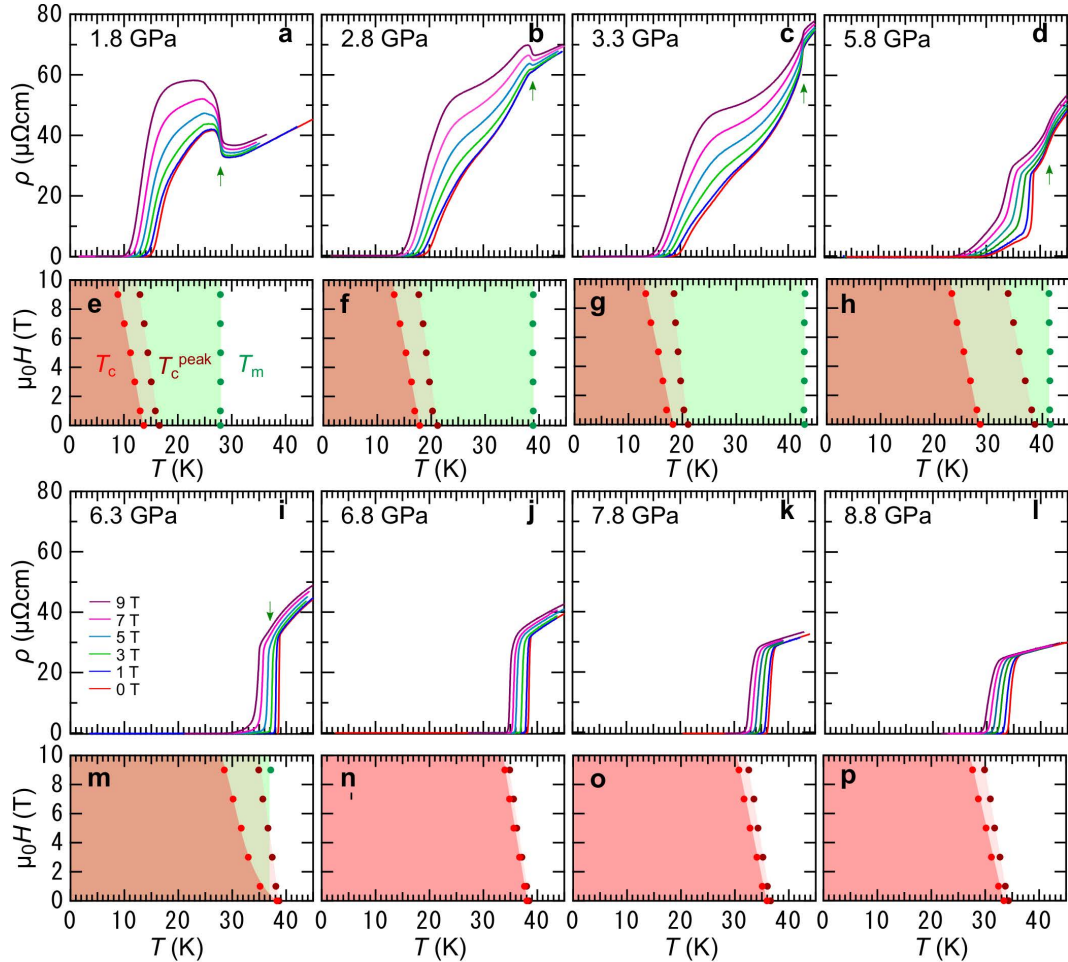 ρ (μΩcm)
80
60
40
20
0
1.8 GPa
a
2.8 GPa
b
3.3 GPa
c
5.8 GPa
d
μ₀H (T)
10
8
6
4
2
0
e
T_c
T_c^peak
T_m
f
g
h
0 10 20 30 40
0 10 20 30 40
0 10 20 30 40
0 10 20 30 40
T (K)
T (K)
T (K)
T (K)
ρ (μΩcm)
80
60
40
20
0
6.3 GPa
i
9 T
7 T
5 T
3 T
1 T
0 T
6.8 GPa
j
7.8 GPa
k
8.8 GPa
l
μ₀H (T)
10
8
6
4
2
0
m
n
o
p
0 10 20 30 40
0 10 20 30 40
0 10 20 30 40
0 10 20 30 40
T (K)
T (K)
T (K)
T (K)